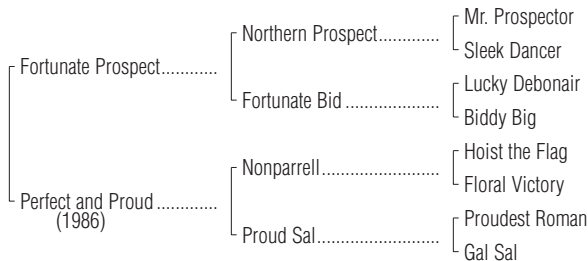 Mr. Prospector
Northern Prospect.............
Sleek Dancer
Fortunate Prospect............
Lucky Debonair
Fortunate Bid ....................
Biddy Big
Hoist the Flag
Nonparrell.........................
Floral Victory
Perfect and Proud .............
(1986)
Proudest Roman
Proud Sal..........................
Gal Sal